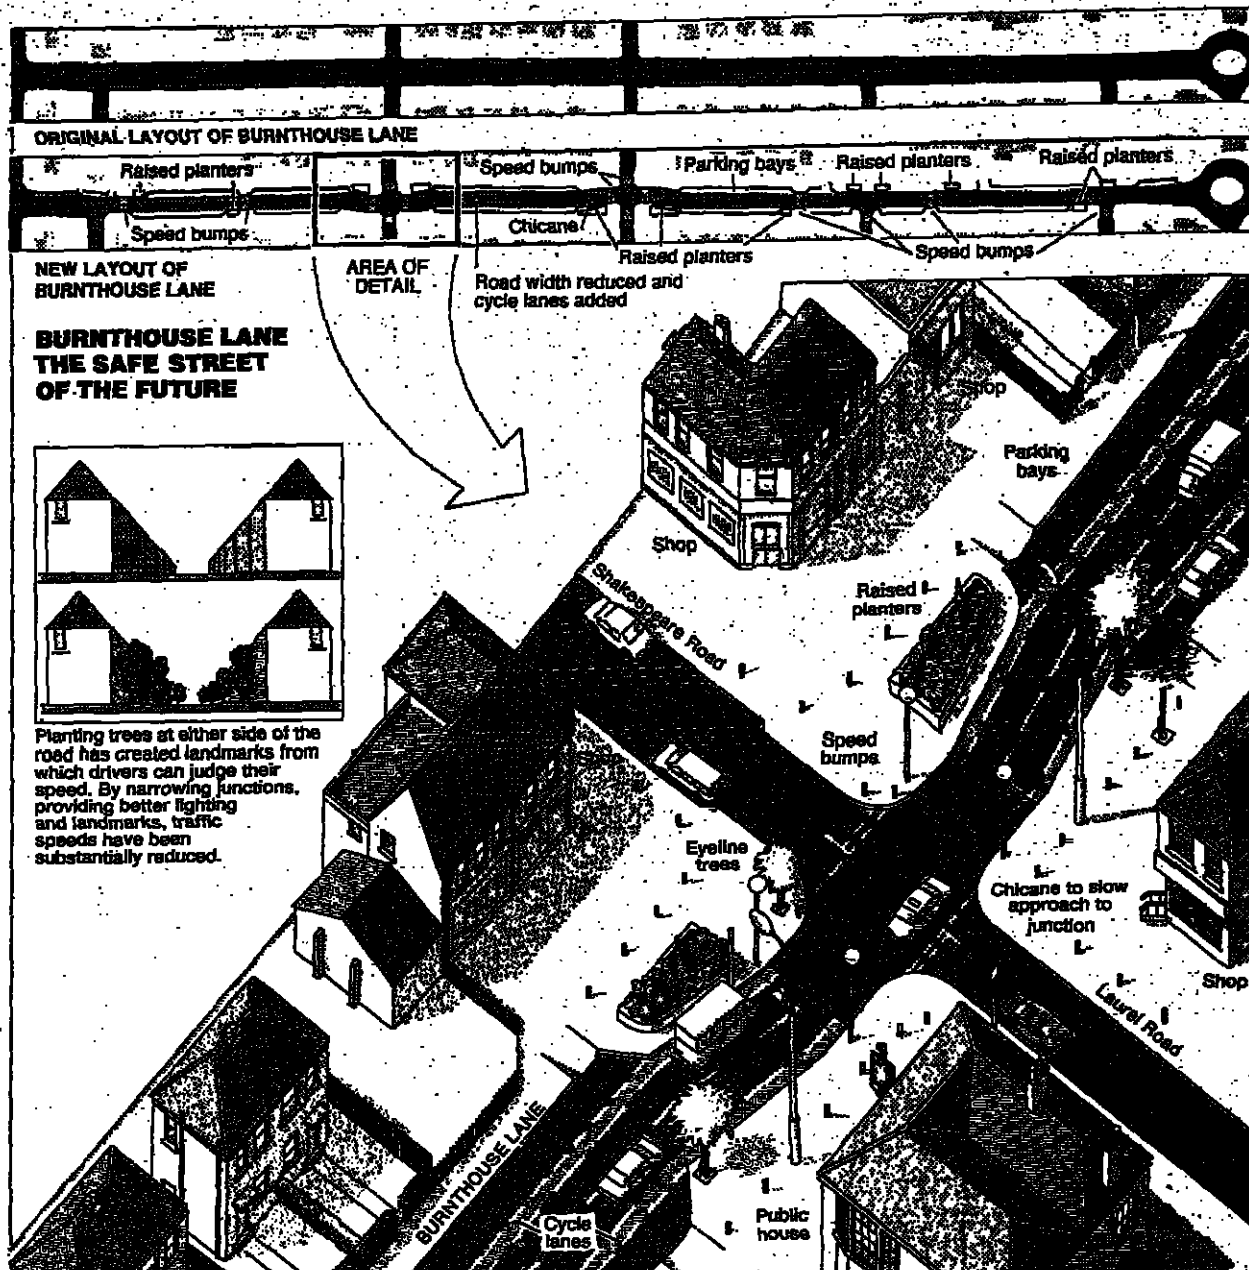 ORIGINAL LAYOUT OF BURNTHOUSE LANE
Raised planters
Speed bumps
Parking bays
Raised planters
Raised planters
Speed bumps
Chicane
Raised planters
Speed bumps
NEW LAYOUT OF
BURNTHOUSE LANE
AREA OF
DETAIL
Road width reduced and
cycle lanes added
BURNTHOUSE LANE
THE SAFE STREET
OF THE FUTURE
Planting trees at either side of the
road has created landmarks from
which drivers can judge their
speed. By narrowing junctions,
providing better lighting
and landmarks, traffic
speeds have been
substantially reduced.
Shop
Parking
bays
Shop
Shakespeare Road
Raised
planters
Speed
bumps
Eyeline
trees
Chicane to slow
approach to
junction
Shop
Laurel Road
BURNTHOUSE LANE
Cycle
lanes
Public
house